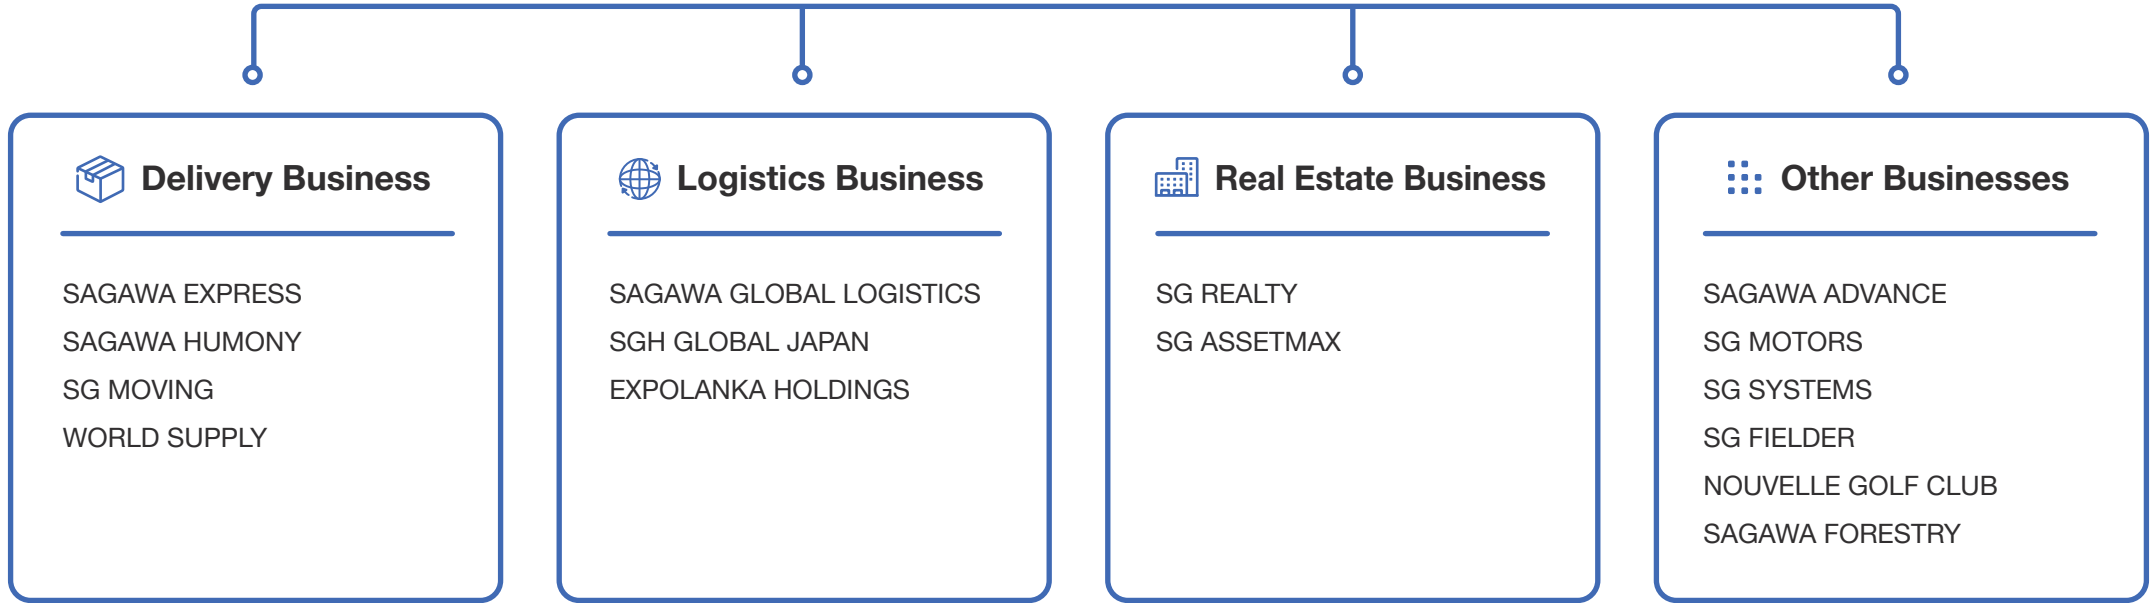 Delivery Business
SAGAWA EXPRESS
SAGAWA HUMONY
SG MOVING
WORLD SUPPLY
Logistics Business
SAGAWA GLOBAL LOGISTICS
SGH GLOBAL JAPAN
EXPOLANKA HOLDINGS
Real Estate Business
SG REALTY
SG ASSETMAX
Other Businesses
SAGAWA ADVANCE
SG MOTORS
SG SYSTEMS
SG FIELDER
NOUVELLE GOLF CLUB
SAGAWA FORESTRY